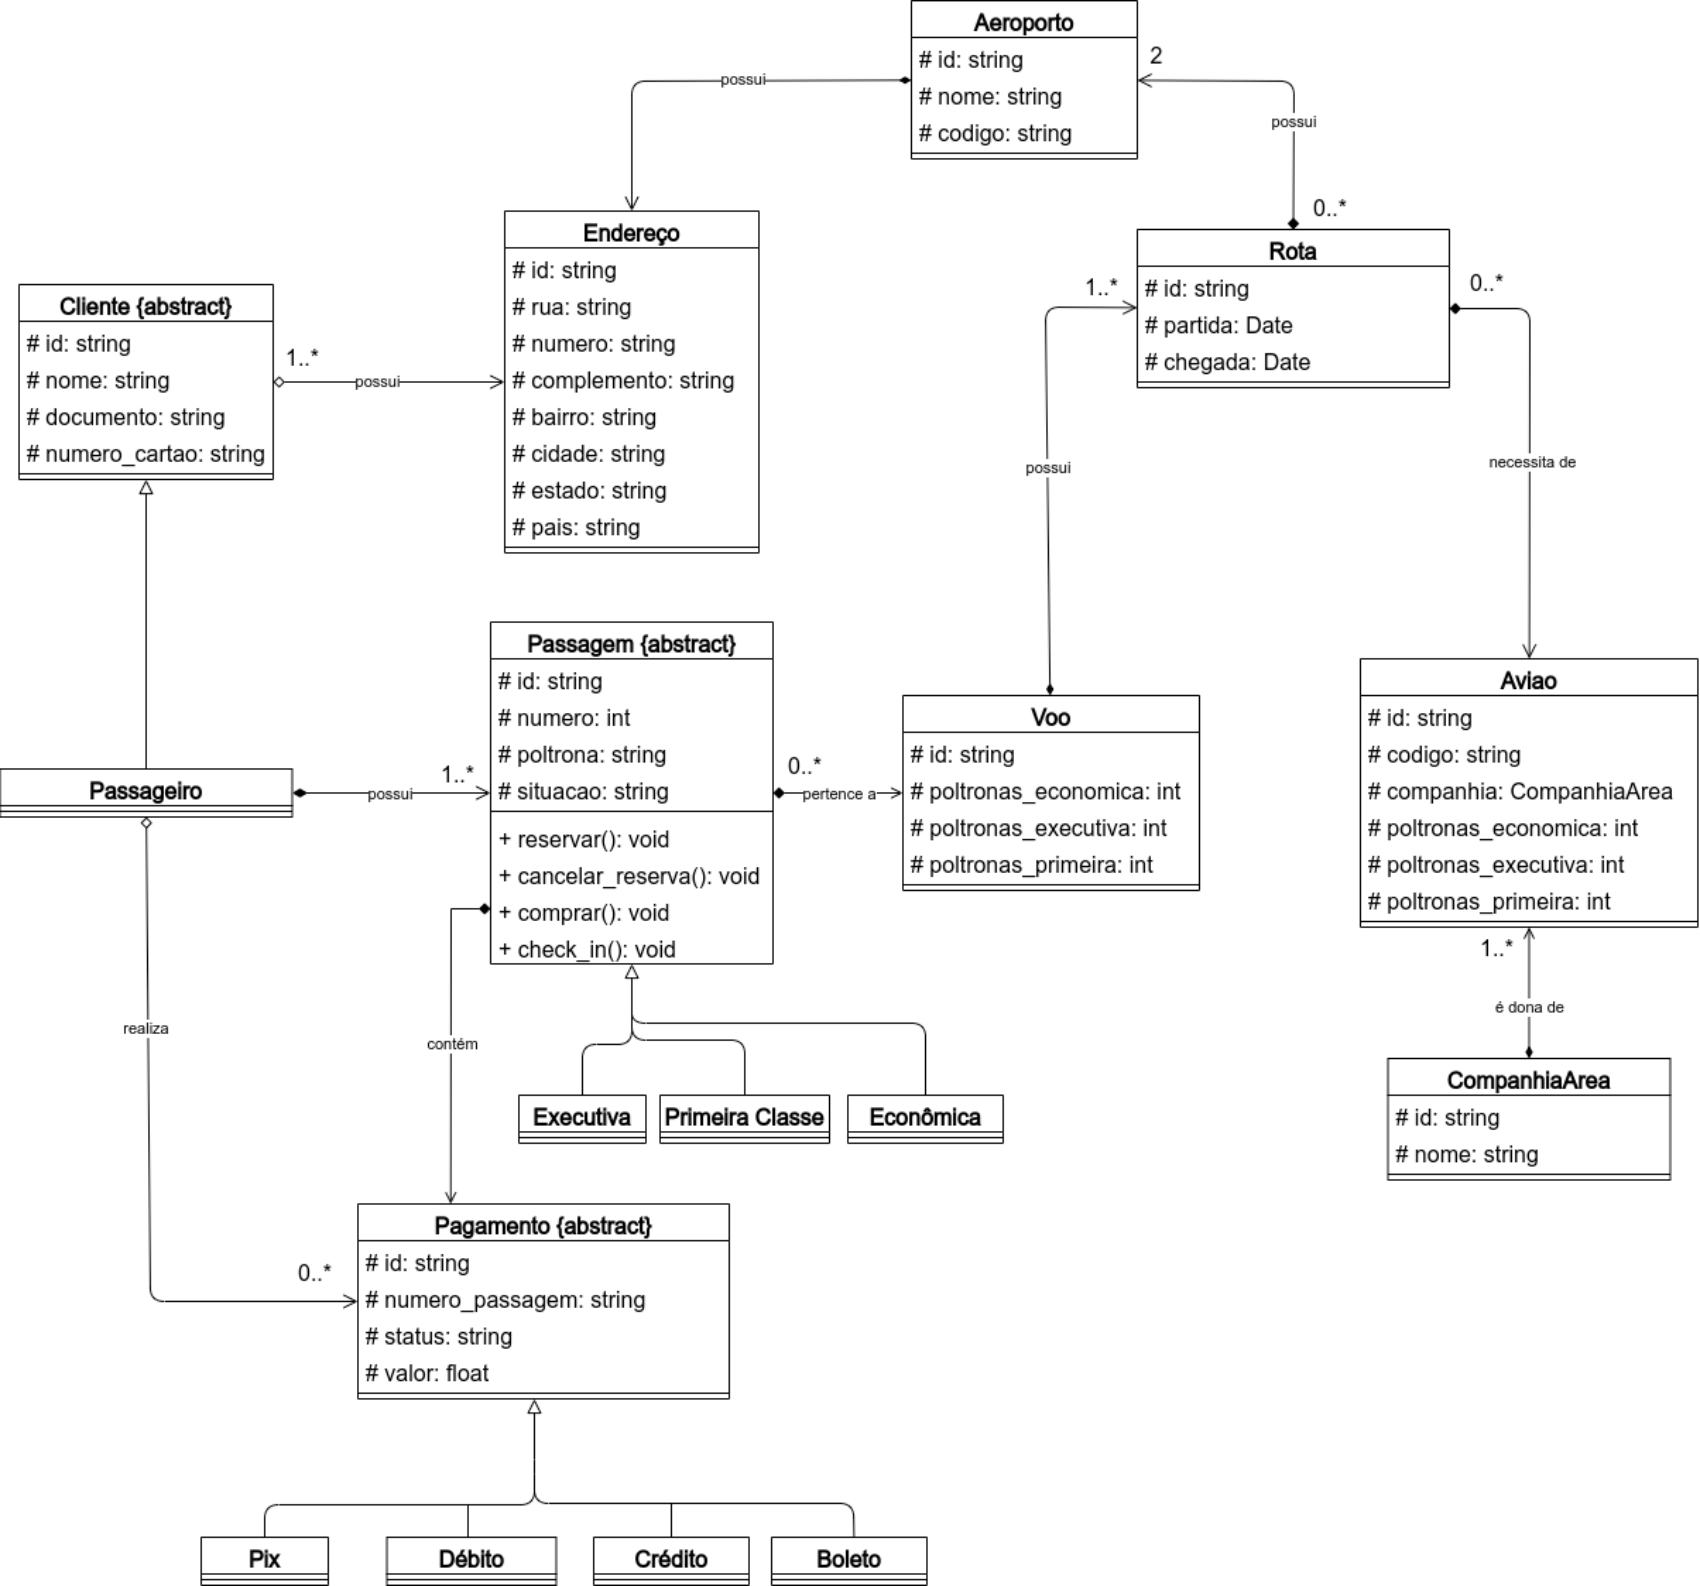 Aeroporto
# id: string
# nome: string
# codigo: string
possui
2
possui
0..*
Endereço
# id: string
# rua: string
# numero: string
# complemento: string
# bairro: string
# cidade: string
# estado: string
# pais: string
Rota
# id: string
# partida: Date
# chegada: Date
1..*
0..*
Cliente {abstract}
# id: string
# nome: string
# documento: string
# numero_cartao: string
1..*
possui
possui
necessita de
Passagem {abstract}
# id: string
# numero: int
# poltrona: string
# situacao: string
+ reservar(): void
+ cancelar_reserva(): void
+ comprar(): void
+ check_in(): void
Voo
# id: string
# poltronas_economica: int
# poltronas_executiva: int
# poltronas_primeira: int
Aviao
# id: string
# codigo: string
# companhia: CompanhiaArea
# poltronas_economica: int
# poltronas_executiva: int
# poltronas_primeira: int
Passageiro
possui
1..*
0..*
pertence a
1..*
é dona de
realiza
contém
Executiva
Primeira Classe
Econômica
CompanhiaArea
# id: string
# nome: string
0..*
Pagamento {abstract}
# id: string
# numero_passagem: string
# status: string
# valor: float
Pix
Débito
Crédito
Boleto